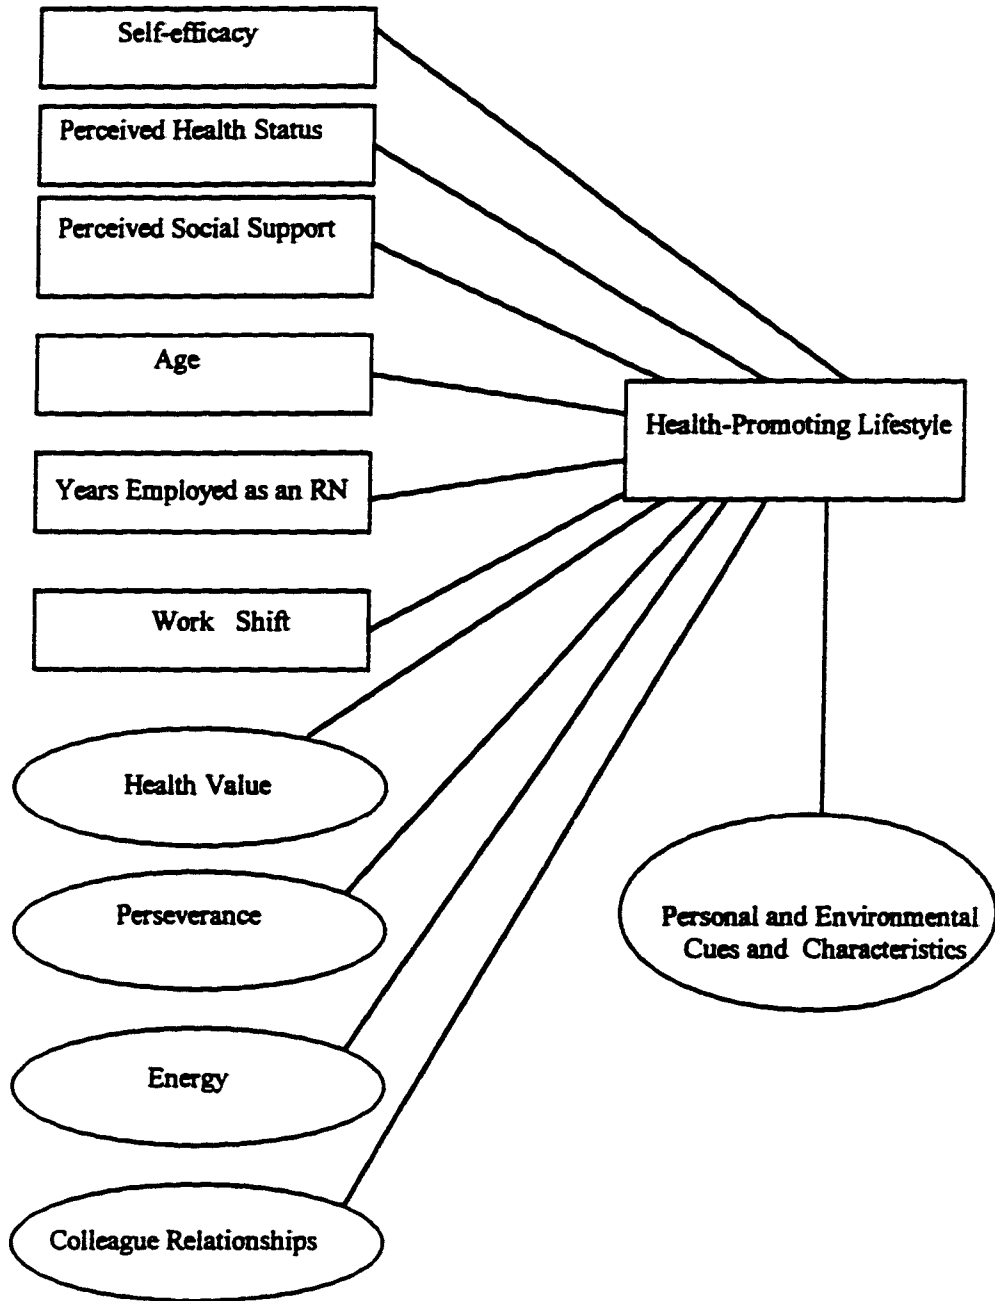 Self-efficacy
Perceived Health Status
Perceived Social Support
Age
Health-Promoting Lifestyle
Years Employed as an RN
Work Shift
Health Value
Perseverance
Personal and Environmental
Cues and Characteristics
Energy
Colleague Relationships